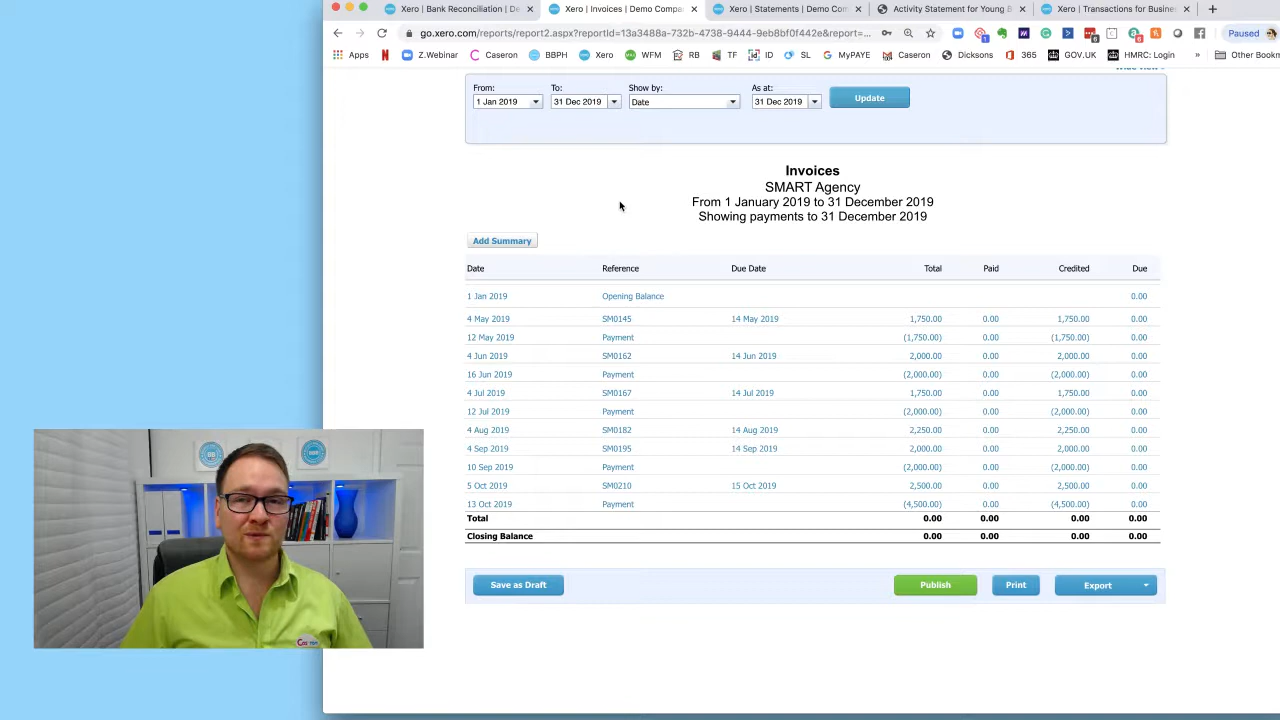 Xero | Bank Reconciliation | De
Xero | Invoices | Demo Compa
Xero | Statements | Demo Com
Activity Statement for Young B
Xero | Transactions for Busines
go.xero.com/reports/report2.aspx?reportId=13a3488a-732b-4738-9444-9eb8bf0f442e&report=...
Paused
Apps Z.Webinar Caseron BBPH Xero WFM RB TF ID SL MyPAYE Caseron Dicksons 365 GOV.UK HMRC: Login » Other Bookr
From: To: Show by: As at:
1 Jan 2019 31 Dec 2019 Date 31 Dec 2019 Update
Invoices
SMART Agency
From 1 January 2019 to 31 December 2019
Showing payments to 31 December 2019
Add Summary
Date Reference Due Date Total Paid Credited Due
1 Jan 2019 Opening Balance 0.00
4 May 2019 SM0145 14 May 2019 1,750.00 0.00 1,750.00 0.00
12 May 2019 Payment (1,750.00) 0.00 (1,750.00) 0.00
4 Jun 2019 SM0162 14 Jun 2019 2,000.00 0.00 2,000.00 0.00
16 Jun 2019 Payment (2,000.00) 0.00 (2,000.00) 0.00
4 Jul 2019 SM0167 14 Jul 2019 1,750.00 0.00 1,750.00 0.00
12 Jul 2019 Payment (2,000.00) 0.00 (2,000.00) 0.00
4 Aug 2019 SM0182 14 Aug 2019 2,250.00 0.00 2,250.00 0.00
4 Sep 2019 SM0195 14 Sep 2019 2,000.00 0.00 2,000.00 0.00
10 Sep 2019 Payment (2,000.00) 0.00 (2,000.00) 0.00
5 Oct 2019 SM0210 15 Oct 2019 2,500.00 0.00 2,500.00 0.00
13 Oct 2019 Payment (4,500.00) 0.00 (4,500.00) 0.00
Total 0.00 0.00 0.00 0.00
Closing Balance 0.00 0.00 0.00 0.00
Save as Draft Publish Print Export